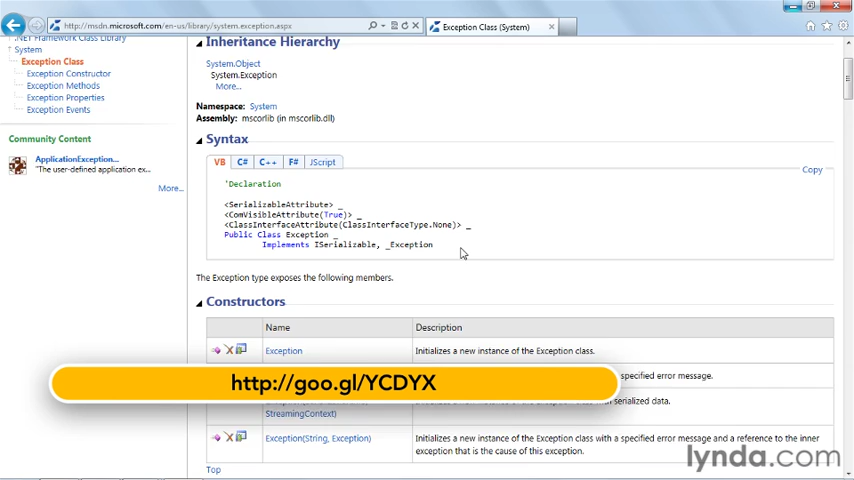 http://msdn.microsoft.com/en-us/library/system.exception.aspx
Exception Class (System)
.NET Framework Class Library
System
Exception Class
Exception Constructor
Exception Methods
Exception Properties
Exception Events
Community Content
ApplicationException...
"The user-defined application ex...
More...
Inheritance Hierarchy
System.Object
System.Exception
More...
Namespace: System
Assembly: mscorlib (in mscorlib.dll)
Syntax
VB C# C++ F# JScript
Copy
'Declaration
<SerializableAttribute> _
<ComVisibleAttribute(True)> _
<ClassInterfaceAttribute(ClassInterfaceType.None)> _
Public Class Exception _
Implements ISerializable, _Exception
The Exception type exposes the following members.
Constructors
Name Description
Exception Initializes a new instance of the Exception class.
specified error message.
http://goo.gl/YCDYX
with serialized data.
StreamingContext)
Exception(String, Exception) Initializes a new instance of the Exception class with a specified error message and a reference to the inner
exception that is the cause of this exception.
Top
lynda.com